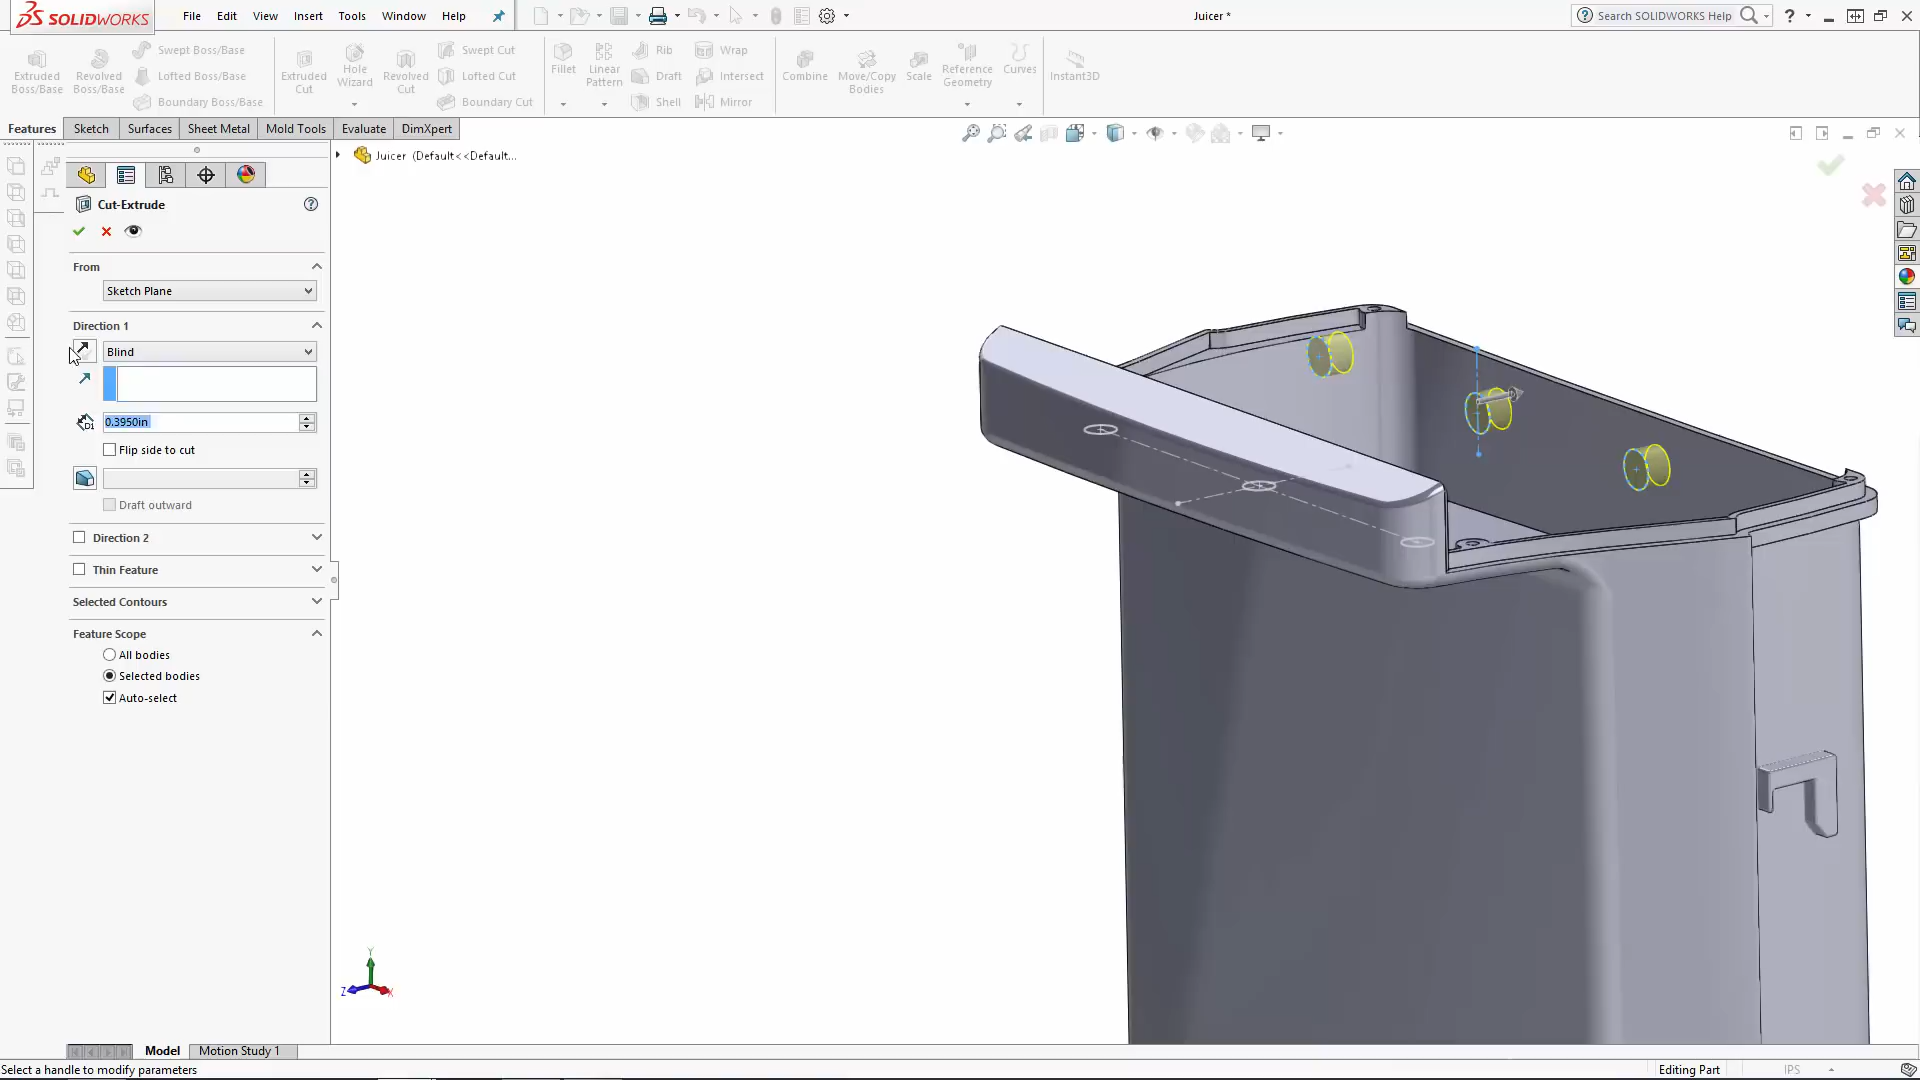 SOLIDWORKS
File Edit View Insert Tools Window Help
Juicer *
Search SOLIDWORKS Help
Extruded Boss/Base
Revolved Boss/Base
Swept Boss/Base
Lofted Boss/Base
Boundary Boss/Base
Extruded Cut
Hole Wizard
Revolved Cut
Swept Cut
Lofted Cut
Boundary Cut
Fillet
Linear Pattern
Rib
Draft
Shell
Wrap
Intersect
Mirror
Combine
Move/Copy Bodies
Scale
Reference Geometry
Curves
Instant3D
Features Sketch Surfaces Sheet Metal Mold Tools Evaluate DimXpert
Juicer (Default<<Default...
Cut-Extrude
From
Sketch Plane
Direction 1
Blind
D1
0.3950in
Flip side to cut
Draft outward
Direction 2
Thin Feature
Selected Contours
Feature Scope
All bodies
Selected bodies
Auto-select
Y
Z
X
Model Motion Study 1
Select a handle to modify parameters
Editing Part
IPS